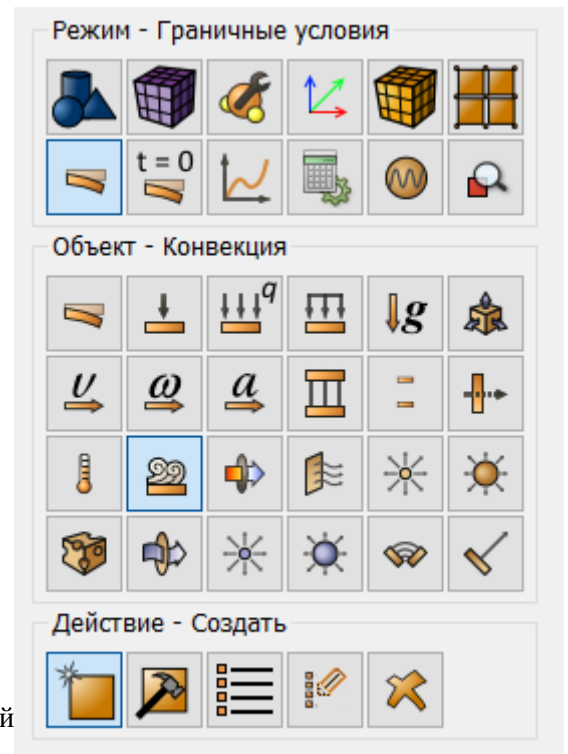 Режим - Граничные условия
t = 0
Объект - Конвекция
q
g
υ
ω
a
Действие - Создать
й